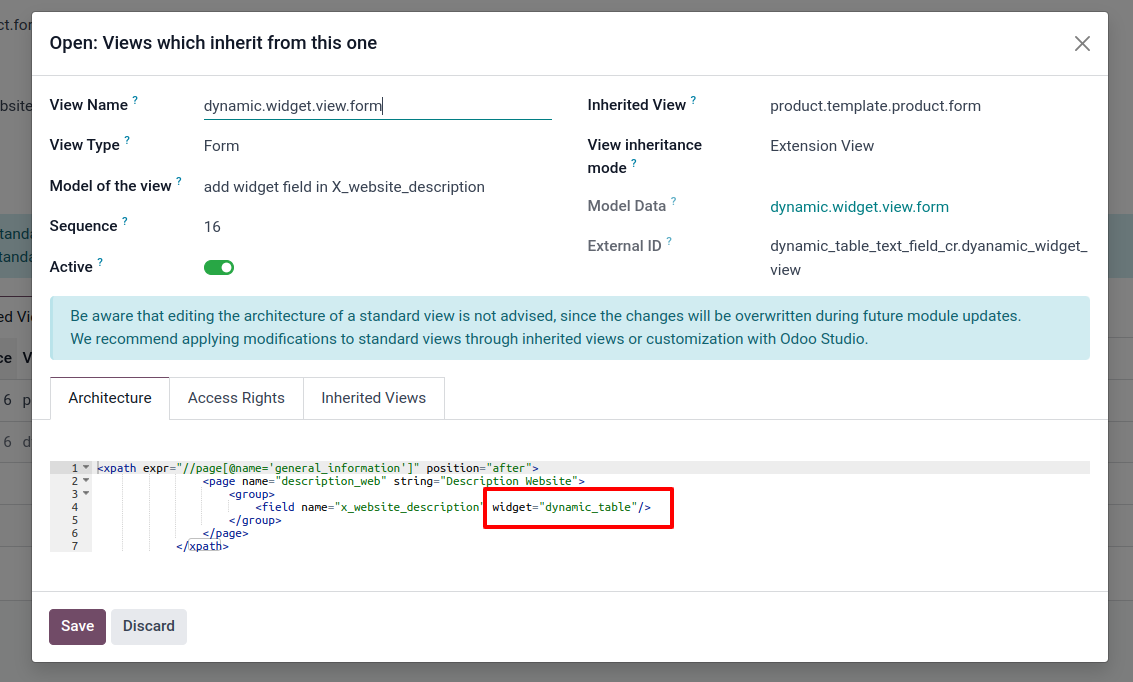 ct.for
bsite
tanda
tanda
ed Vi
ce V
6 p
6 d
Open: Views which inherit from this one
View Name ?
dynamic.widget.view.form
Inherited View ?
product.template.product.form
View Type ?
Form
View inheritance
mode ?
Extension View
Model of the view ?
add widget field in X_website_description
Model Data ?
dynamic.widget.view.form
Sequence ?
16
External ID ?
dynamic_table_text_field_cr.dyanamic_widget_
view
Active ?
Be aware that editing the architecture of a standard view is not advised, since the changes will be overwritten during future module updates.
We recommend applying modifications to standard views through inherited views or customization with Odoo Studio.
Architecture
Access Rights
Inherited Views
1 <xpath expr="//page[@name='general_information']" position="after">
2 <page name="description_web" string="Description Website">
3 <group>
4 <field name="x_website_description" widget="dynamic_table"/>
5 </group>
6 </page>
7 </xpath>
Save
Discard